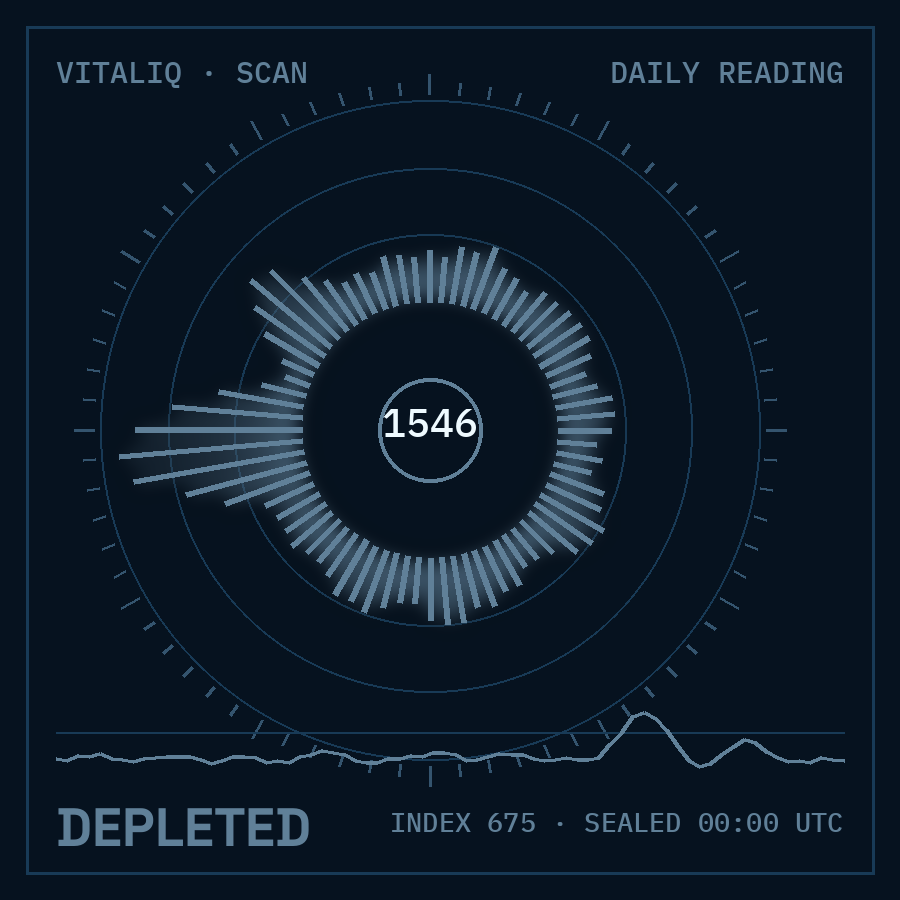 VITALIQ · SCAN
DAILY READING
1546
DEPLETED
INDEX 675 · SEALED 00:00 UTC